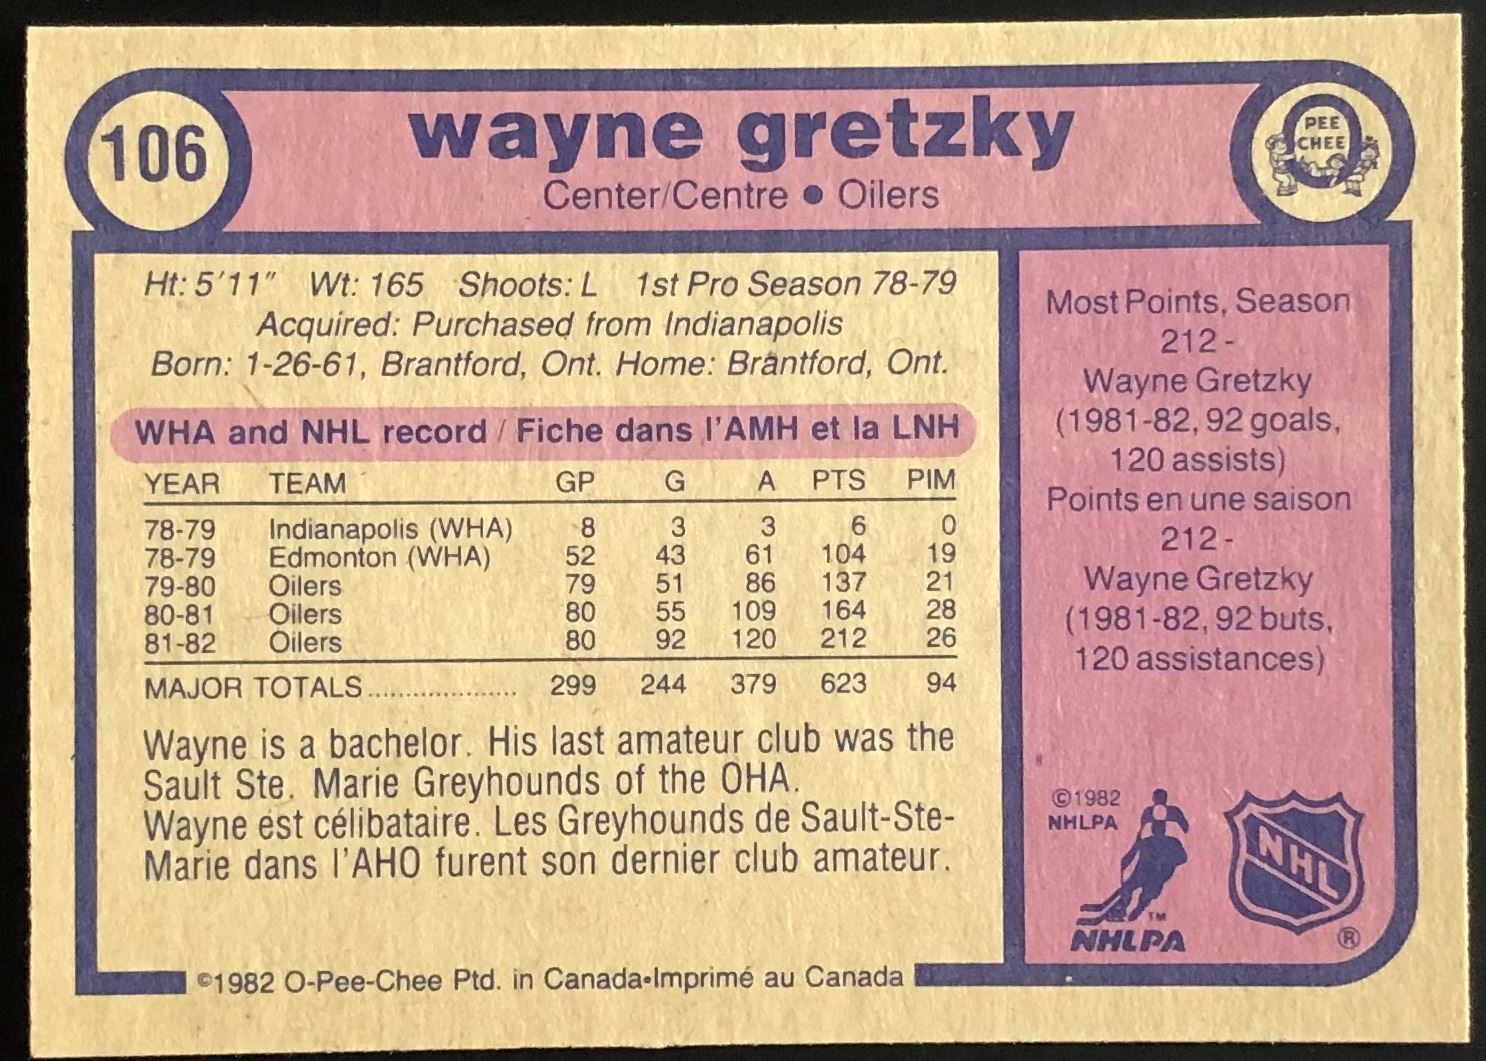 106
wayne gretzky
Center/Centre • Oilers
O
PEE
CHEE
Ht: 5'11" Wt: 165 Shoots: L 1st Pro Season 78-79
Acquired: Purchased from Indianapolis
Born: 1-26-61, Brantford, Ont. Home: Brantford, Ont.
WHA and NHL record / Fiche dans l'AMH et la LNH
YEAR TEAM GP G A PTS PIM
78-79 Indianapolis (WHA) 8 3 3 6 0
78-79 Edmonton (WHA) 52 43 61 104 19
79-80 Oilers 79 51 86 137 21
80-81 Oilers 80 55 109 164 28
81-82 Oilers 80 92 120 212 26
MAJOR TOTALS..................... 299 244 379 623 94
Wayne is a bachelor. His last amateur club was the
Sault Ste. Marie Greyhounds of the OHA.
Wayne est célibataire. Les Greyhounds de Sault-Ste-
Marie dans l'AHO furent son dernier club amateur.
Most Points, Season
212-
Wayne Gretzky
(1981-82, 92 goals,
120 assists)
Points en une saison
212-
Wayne Gretzky
(1981-82, 92 buts,
120 assistances)
©1982
NHLPA
TM
NHLPA
NHL
®
©1982 O-Pee-Chee Ptd. in Canada•Imprimé au Canada